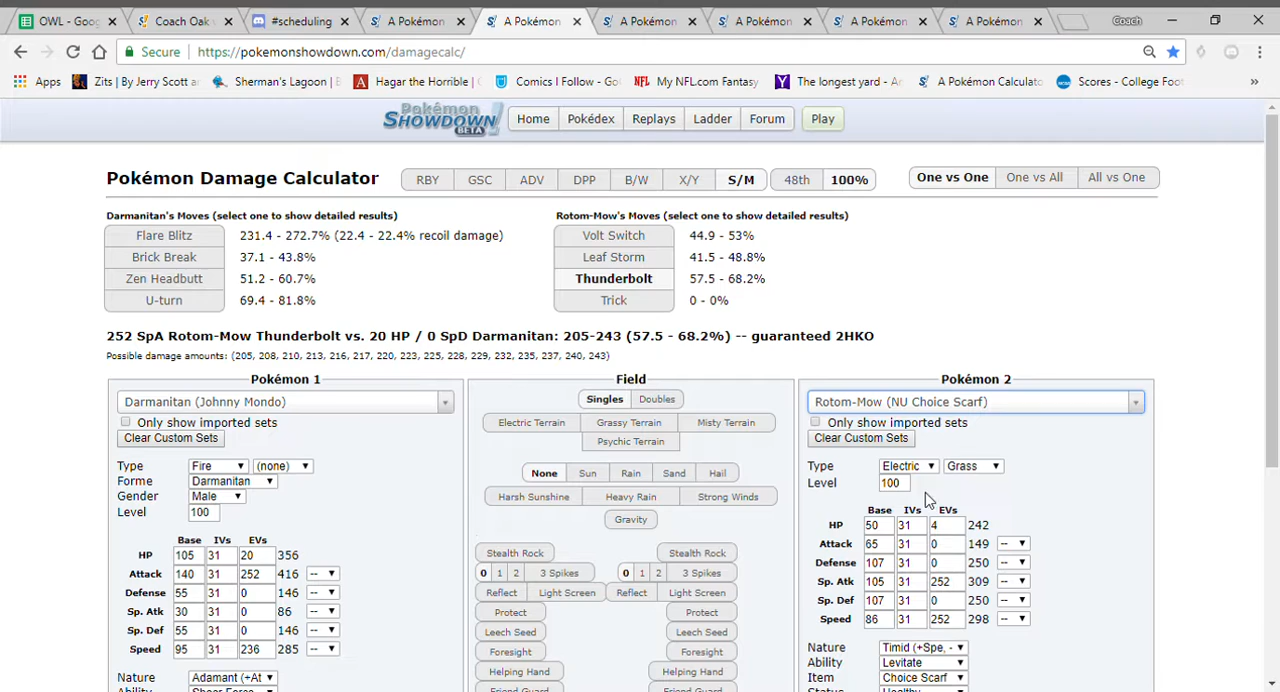 OWL - Goog
Coach Oak
#scheduling
A Pokémon
A Pokémon
A Pokémon
A Pokémon
A Pokémon
A Pokémon
Coach
Secure
https://pokemonshowdown.com/damagecalc/
Apps
Zits | By Jerry Scott a
Sherman's Lagoon |
Hagar the Horrible |
Comics I Follow - Go
My NFL.com Fantasy
The longest yard - A
A Pokémon Calculato
Scores - College Foot
»
POKÉMON
SHOWDOWN!
BETA
Home
Pokédex
Replays
Ladder
Forum
Play
Pokémon Damage Calculator
RBY GSC ADV DPP B/W X/Y S/M
48th 100%
One vs One One vs All All vs One
Darmanitan's Moves (select one to show detailed results)
Flare Blitz 231.4 - 272.7% (22.4 - 22.4% recoil damage)
Brick Break 37.1 - 43.8%
Zen Headbutt 51.2 - 60.7%
U-turn 69.4 - 81.8%
Rotom-Mow's Moves (select one to show detailed results)
Volt Switch 44.9 - 53%
Leaf Storm 41.5 - 48.8%
Thunderbolt 57.5 - 68.2%
Trick 0 - 0%
252 SpA Rotom-Mow Thunderbolt vs. 20 HP / 0 SpD Darmanitan: 205-243 (57.5 - 68.2%) -- guaranteed 2HKO
Possible damage amounts: (205, 208, 210, 213, 216, 217, 220, 223, 225, 228, 229, 232, 235, 237, 240, 243)
Pokémon 1
Darmanitan (Johnny Mondo)
Only show imported sets
Clear Custom Sets
Type Fire (none)
Forme Darmanitan
Gender Male
Level 100
Base IVs EVs
HP 105 31 20 356
Attack 140 31 252 416 --
Defense 55 31 0 146 --
Sp. Atk 30 31 0 86 --
Sp. Def 55 31 0 146 --
Speed 95 31 236 285 --
Nature Adamant (+At
Ability Sheer Force
Field
Singles Doubles
Electric Terrain Grassy Terrain Misty Terrain
Psychic Terrain
None Sun Rain Sand Hail
Harsh Sunshine Heavy Rain Strong Winds
Gravity
Stealth Rock Stealth Rock
0 1 2 3 Spikes 0 1 2 3 Spikes
Reflect Light Screen Reflect Light Screen
Protect Protect
Leech Seed Leech Seed
Foresight Foresight
Helping Hand Helping Hand
Friend Guard Friend Guard
Pokémon 2
Rotom-Mow (NU Choice Scarf)
Only show imported sets
Clear Custom Sets
Type Electric Grass
Level 100
Base IVs EVs
HP 50 31 4 242
Attack 65 31 0 149 --
Defense 107 31 0 250 --
Sp. Atk 105 31 252 309 --
Sp. Def 107 31 0 250 --
Speed 86 31 252 298 --
Nature Timid (+Spe, -
Ability Levitate
Item Choice Scarf
Status Healthy